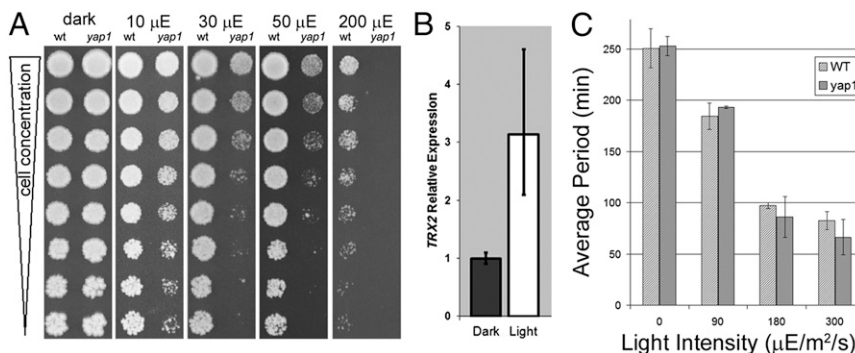 A
dark 10 μE 30 μE 50 μE 200 μE
wt yap1 wt yap1 wt yap1 wt yap1 wt yap1
cell concentration
B
5
4
3
2
1
0
TRX2 Relative Expression
Dark Light
C
250
200
150
100
50
0
Average Period (min)
WT
yap1
0 90 180 300
Light Intensity (μE/m²/s)